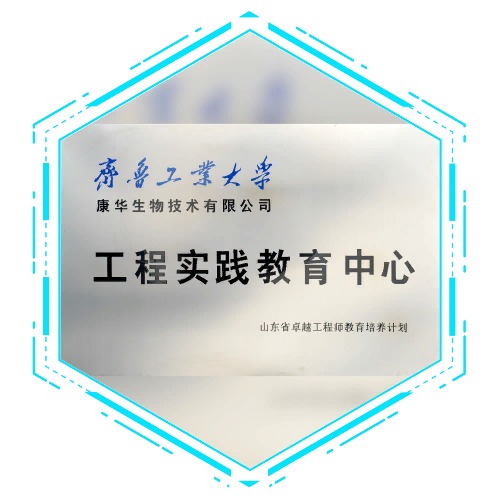 齊魯工業大學
康华生物技术有限公司
工程实践教育中心
山东省卓越工程师教育培养计划